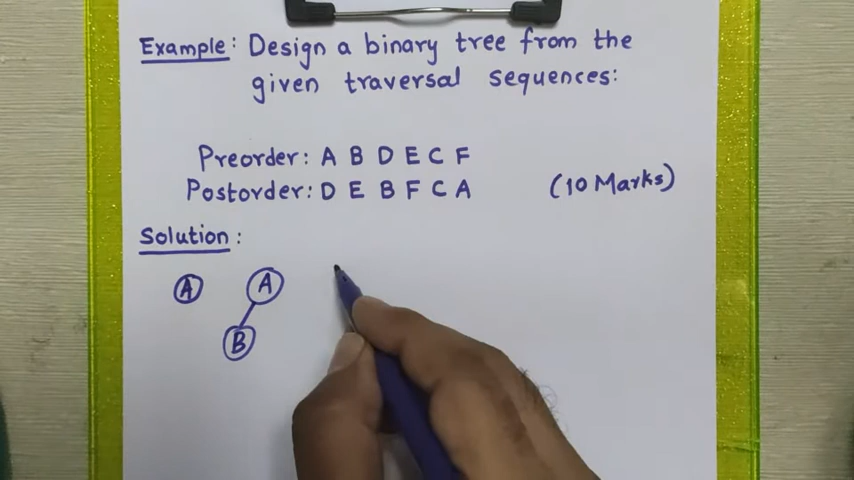 Example: Design a binary tree from the
given traversal sequences:
Preorder: A B D E C F
Postorder: D E B F C A (10 Marks)
Solution:
A A
B